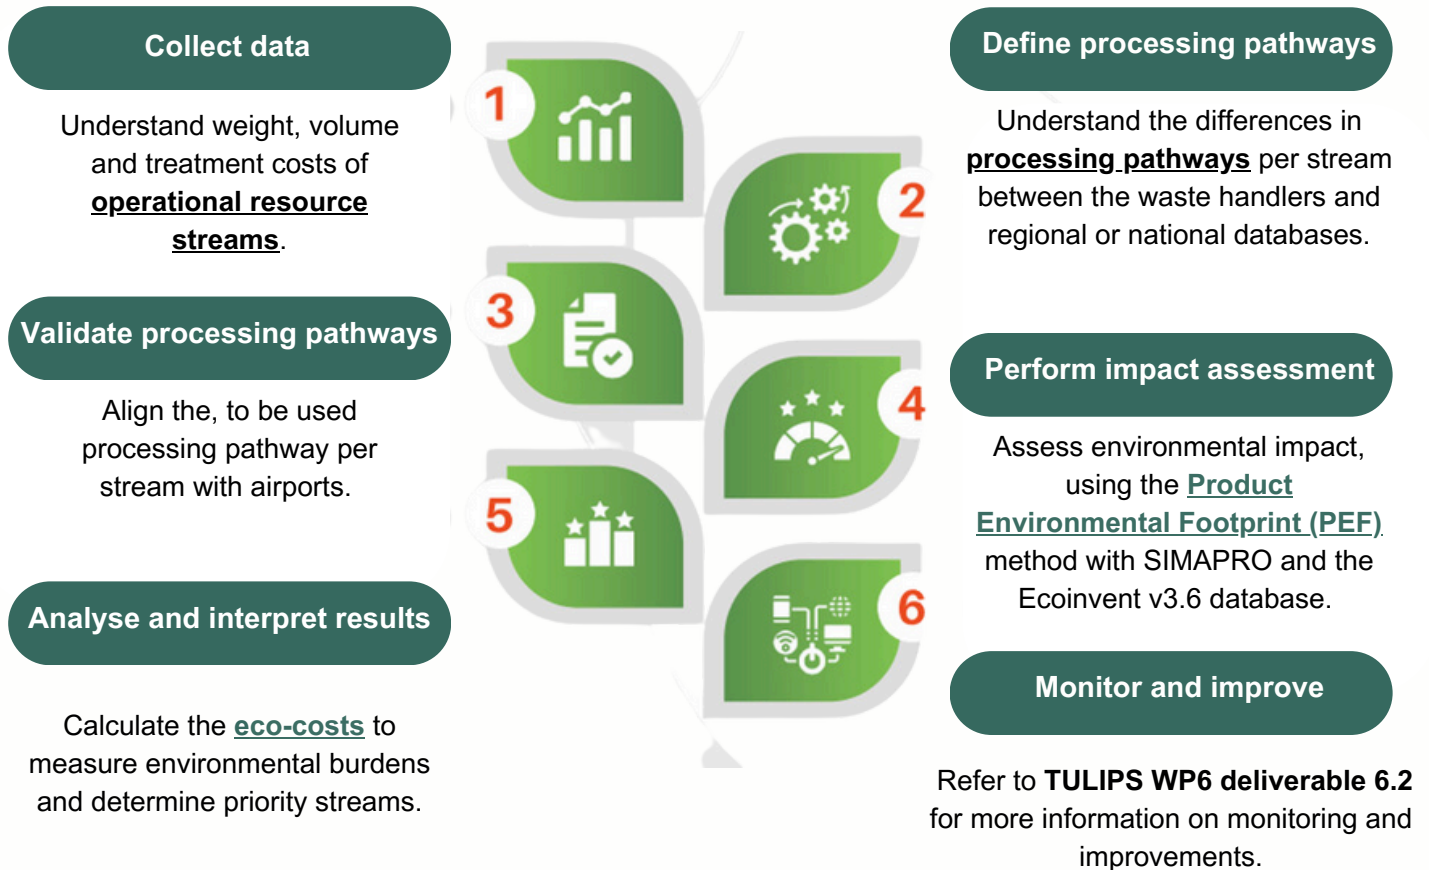 Collect data
Understand weight, volume
and treatment costs of
operational resource
streams.
1
Define processing pathways
Understand the differences in
processing pathways per stream
between the waste handlers and
regional or national databases.
2
Validate processing pathways
Align the, to be used
processing pathway per
stream with airports.
3
Perform impact assessment
Assess environmental impact,
using the Product
Environmental Footprint (PEF)
method with SIMAPRO and the
Ecoinvent v3.6 database.
4
Analyse and interpret results
Calculate the eco-costs to
measure environmental burdens
and determine priority streams.
5
Monitor and improve
Refer to TULIPS WP6 deliverable 6.2
for more information on monitoring and
improvements.
6